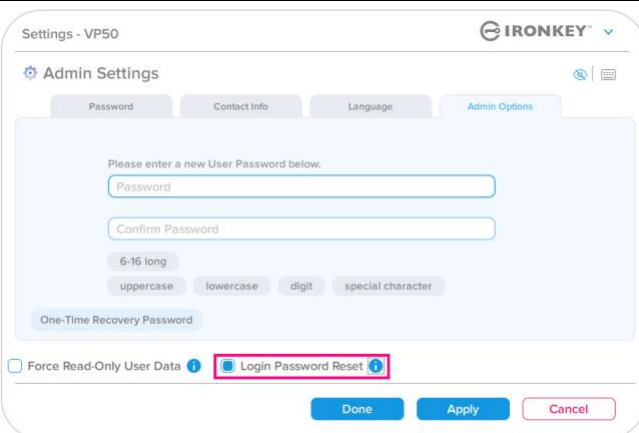 Settings - VP50
IRONKEY™
Admin Settings
Password
Contact Info
Language
Admin Options
Please enter a new User Password below.
Password
Confirm Password
6-16 long
uppercase lowercase digit special character
One-Time Recovery Password
Force Read-Only User Data
Login Password Reset
Done
Apply
Cancel